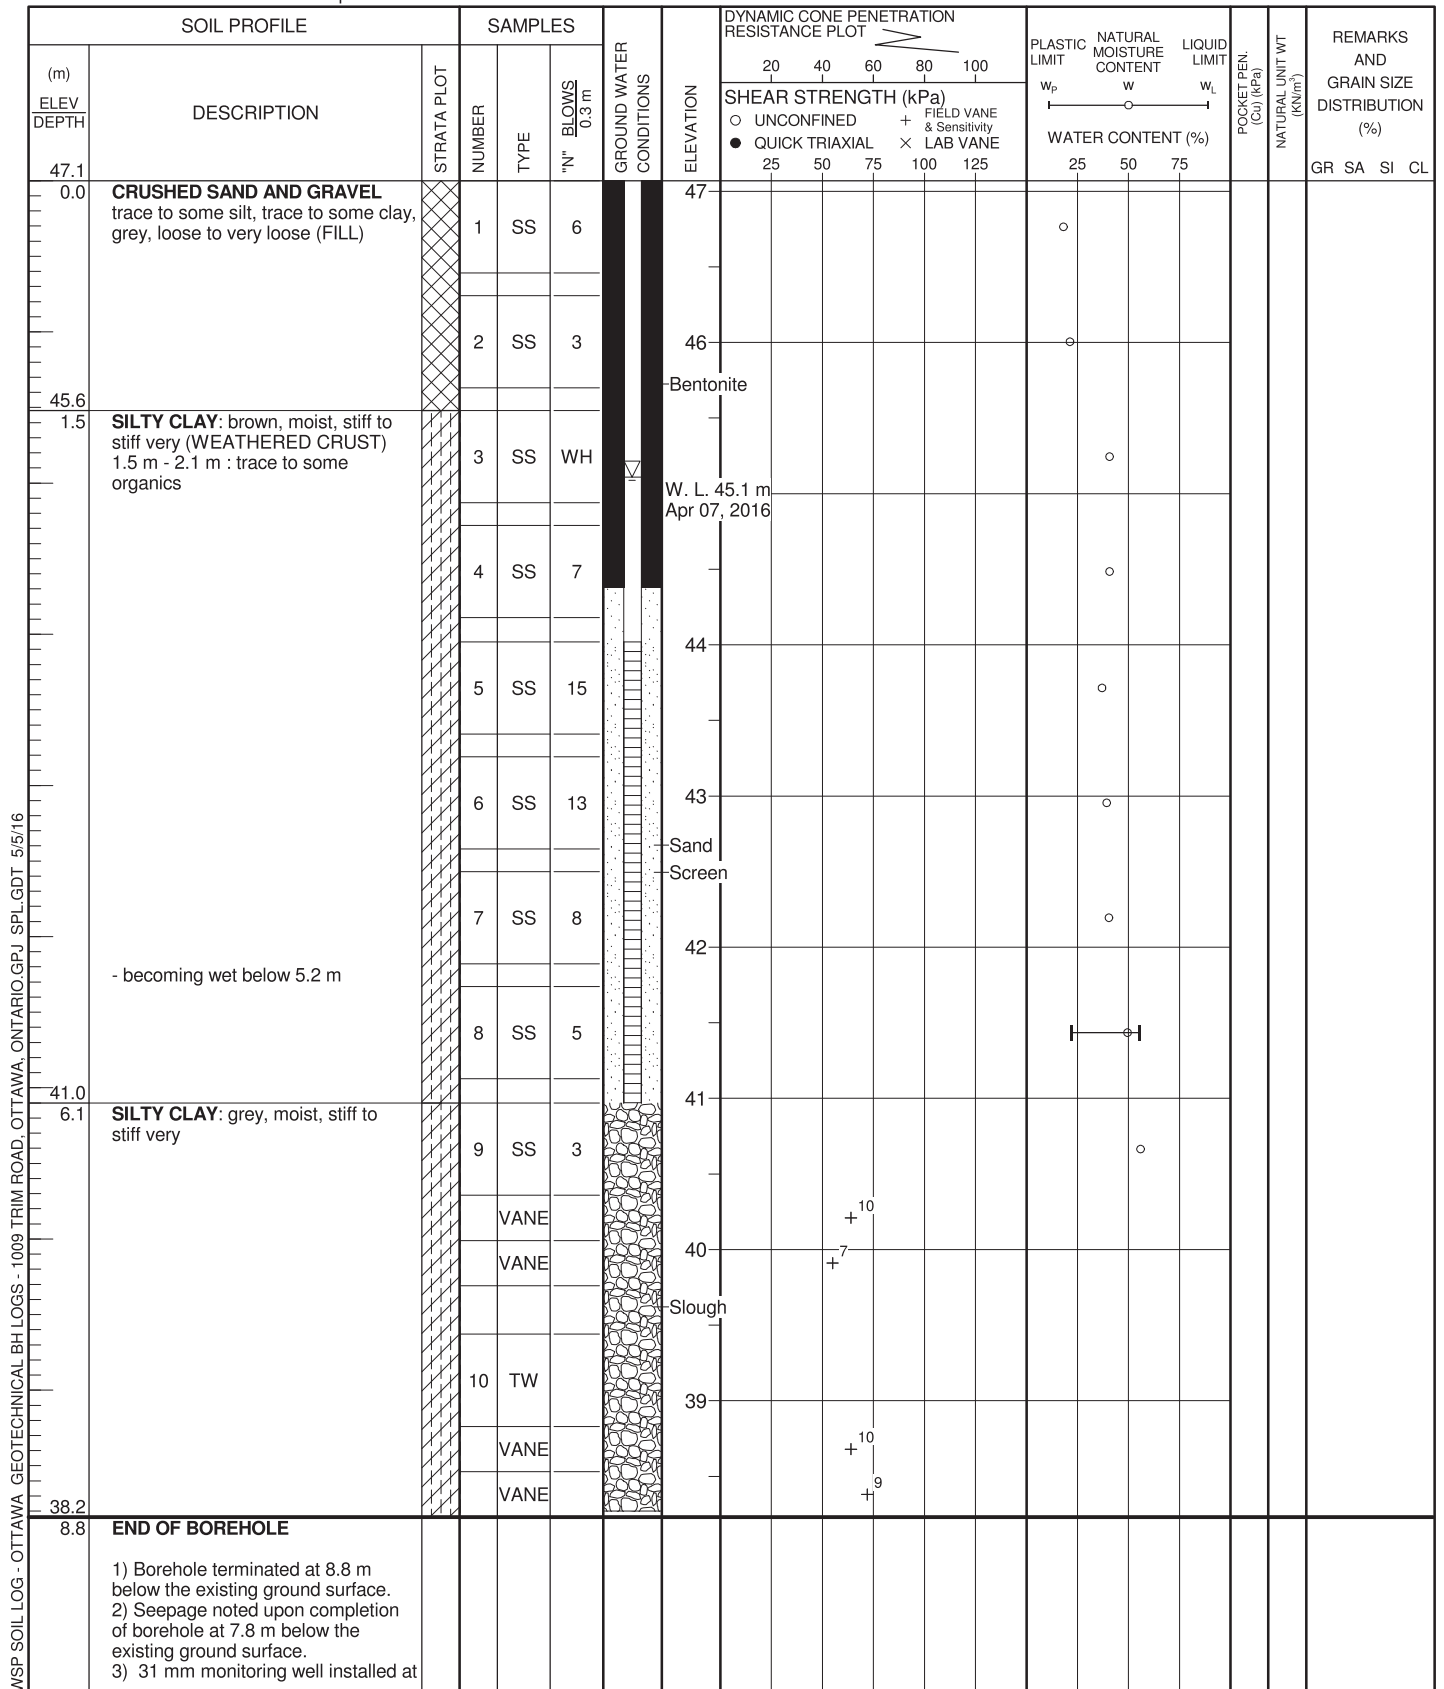 SOIL PROFILE
SAMPLES
GROUND WATER
CONDITIONS
ELEVATION
DYNAMIC CONE PENETRATION
RESISTANCE PLOT
20 40 60 80 100
SHEAR STRENGTH (kPa)
○ UNCONFINED + FIELD VANE
& Sensitivity
● QUICK TRIAXIAL × LAB VANE
25 50 75 100 125
PLASTIC LIMIT
NATURAL MOISTURE CONTENT
LIQUID LIMIT
WP W WL
WATER CONTENT (%)
25 50 75
POCKET PEN.
(Cu) (kPa)
NATURAL UNIT WT
(KN/m³)
REMARKS
AND
GRAIN SIZE
DISTRIBUTION
(%)
GR SA SI CL
(m)
ELEV
DEPTH
DESCRIPTION
STRATA PLOT
NUMBER
TYPE
"N" BLOWS
0.3 m
47.1
0.0 CRUSHED SAND AND GRAVEL
trace to some silt, trace to some clay,
grey, loose to very loose (FILL)
47
1 SS 6
2 SS 3
46
Bentonite
45.6
1.5 SILTY CLAY: brown, moist, stiff to
stiff very (WEATHERED CRUST)
1.5 m - 2.1 m : trace to some
organics
3 SS WH
W. L. 45.1 m
Apr 07, 2016
4 SS 7
44
5 SS 15
43
6 SS 13
Sand
Screen
7 SS 8
42
- becoming wet below 5.2 m
8 SS 5
41.0
41
6.1 SILTY CLAY: grey, moist, stiff to
stiff very
9 SS 3
VANE
10
40
VANE
7
Slough
10 TW
39
VANE
10
VANE
9
38.2
8.8 END OF BOREHOLE
1) Borehole terminated at 8.8 m
below the existing ground surface.
2) Seepage noted upon completion
of borehole at 7.8 m below the
existing ground surface.
3) 31 mm monitoring well installed at
WSP SOIL LOG - OTTAWA GEOTECHNICAL BH LOGS - 1009 TRIM ROAD, OTTAWA, ONTARIO.GPJ SPL.GDT 5/5/16